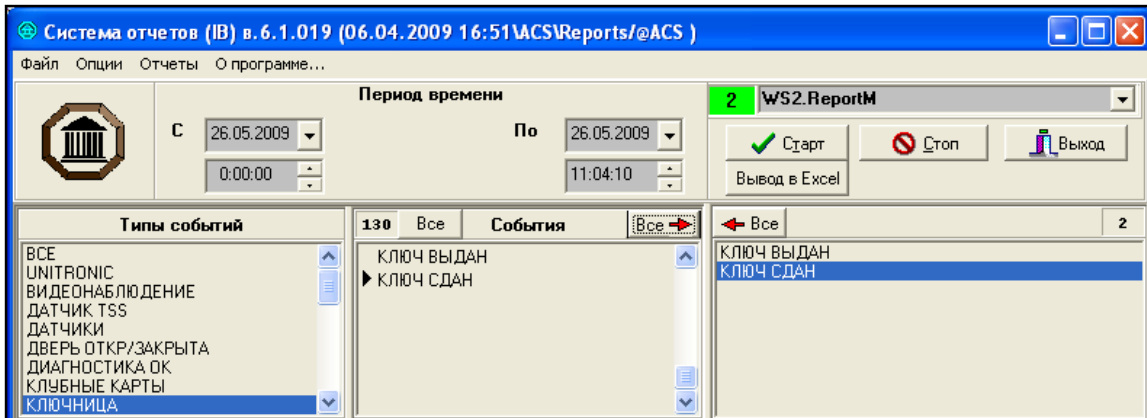 Система отчетов (IB) в.6.1.019 (06.04.2009 16:51\ACS\Reports/@ACS )
Файл Опции Отчеты О программе...
Период времени
С 26.05.2009 По 26.05.2009
0:00:00 11:04:10
2 WS2.ReportM
Старт Стоп Выход
Вывод в Excel
Типы событий
ВСЕ
UNITRONIC
ВИДЕОНАБЛЮДЕНИЕ
ДАТЧИК TSS
ДАТЧИКИ
ДВЕРЬ ОТКР/ЗАКРЫТА
ДИАГНОСТИКА ОК
КЛУБНЫЕ КАРТЫ
КЛЮЧНИЦА
130 Все События Все
КЛЮЧ ВЫДАН
КЛЮЧ СДАН
Все 2
КЛЮЧ ВЫДАН
КЛЮЧ СДАН